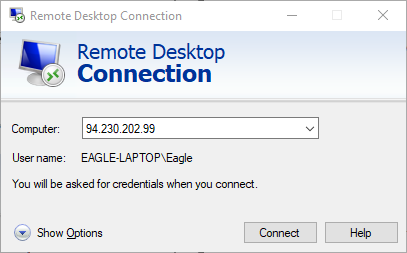 Remote Desktop Connection
Remote Desktop
Connection
Computer: 94.230.202.99
User name: EAGLE-LAPTOP\Eagle
You will be asked for credentials when you connect.
Show Options Connect Help